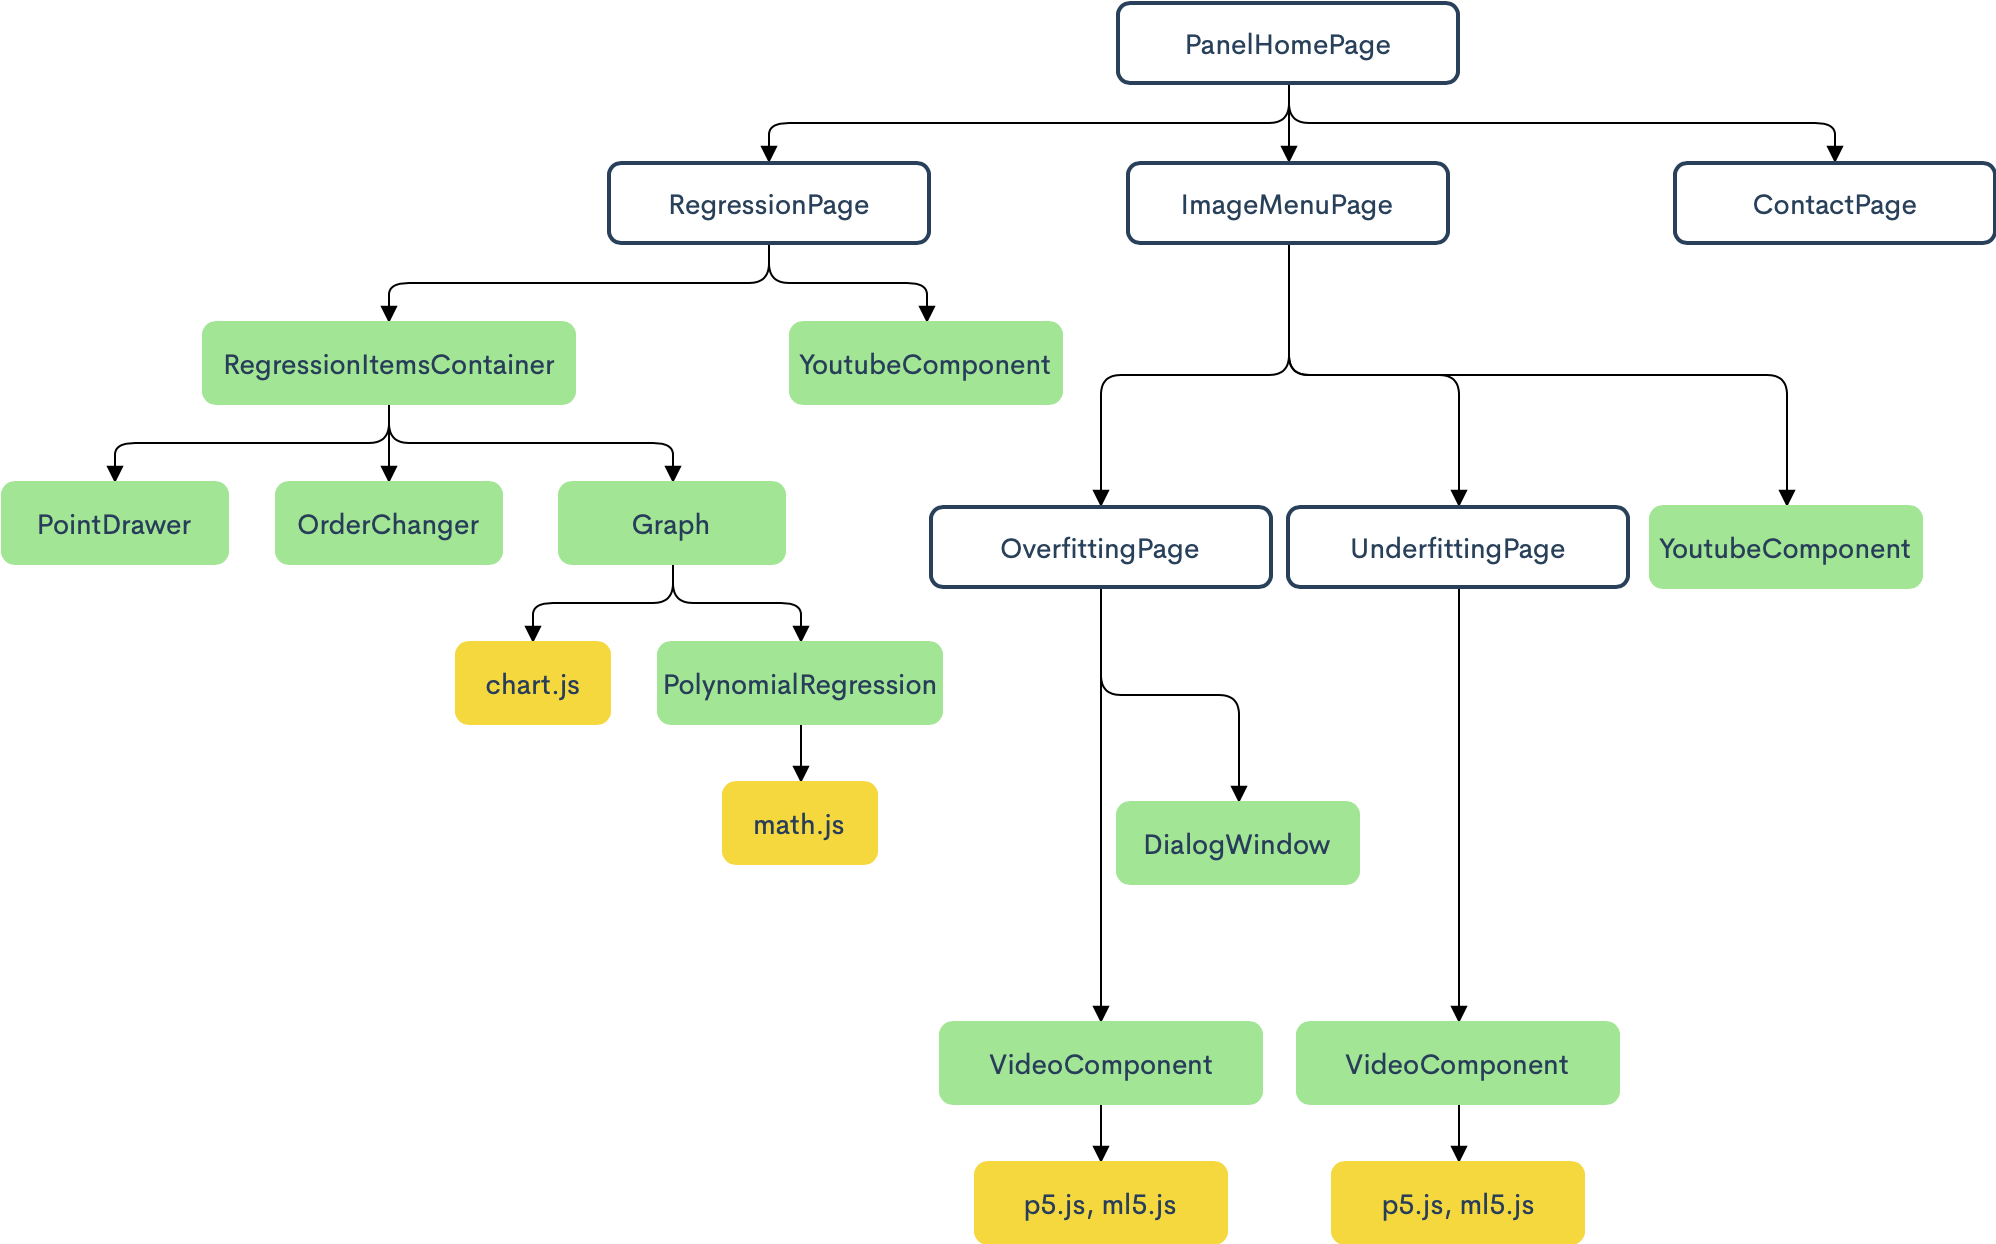 PanelHomePage
RegressionPage
ImageMenuPage
ContactPage
RegressionItemsContainer
YoutubeComponent
PointDrawer
OrderChanger
Graph
OverfittingPage
UnderfittingPage
YoutubeComponent
chart.js
PolynomialRegression
math.js
DialogWindow
VideoComponent
VideoComponent
p5.js, ml5.js
p5.js, ml5.js